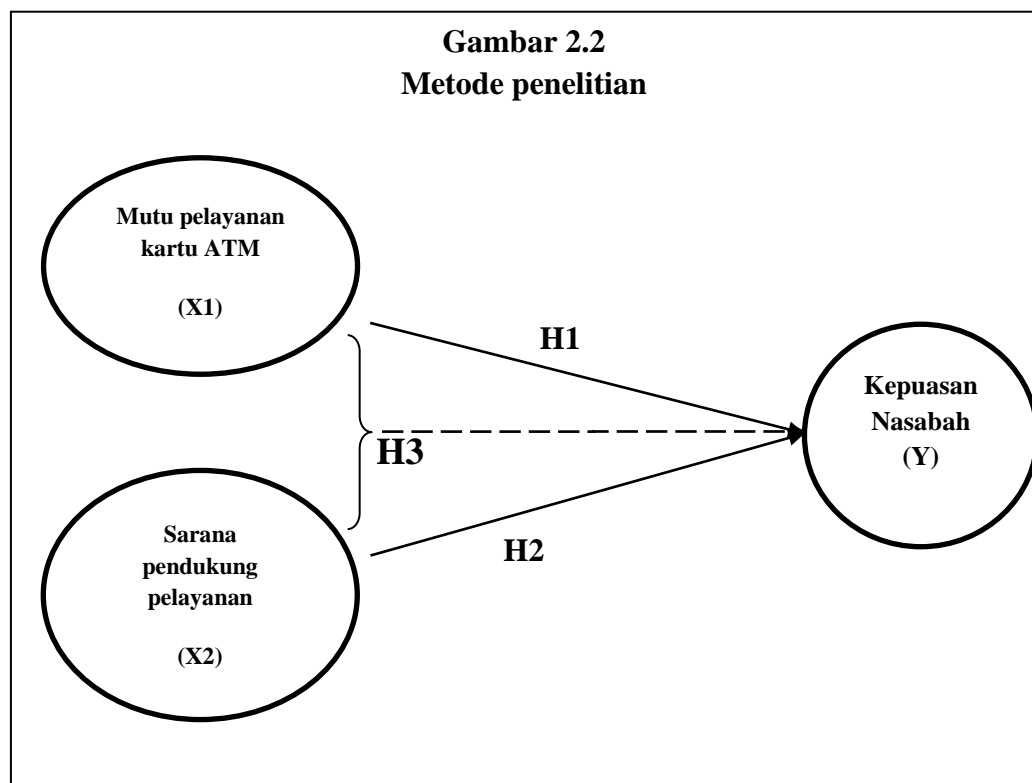 Gambar 2.2
Metode penelitian
Mutu pelayanan
kartu ATM
(X1)
H1
Kepuasan
Nasabah
(Y)
H3
Sarana
pendukung
pelayanan
(X2)
H2